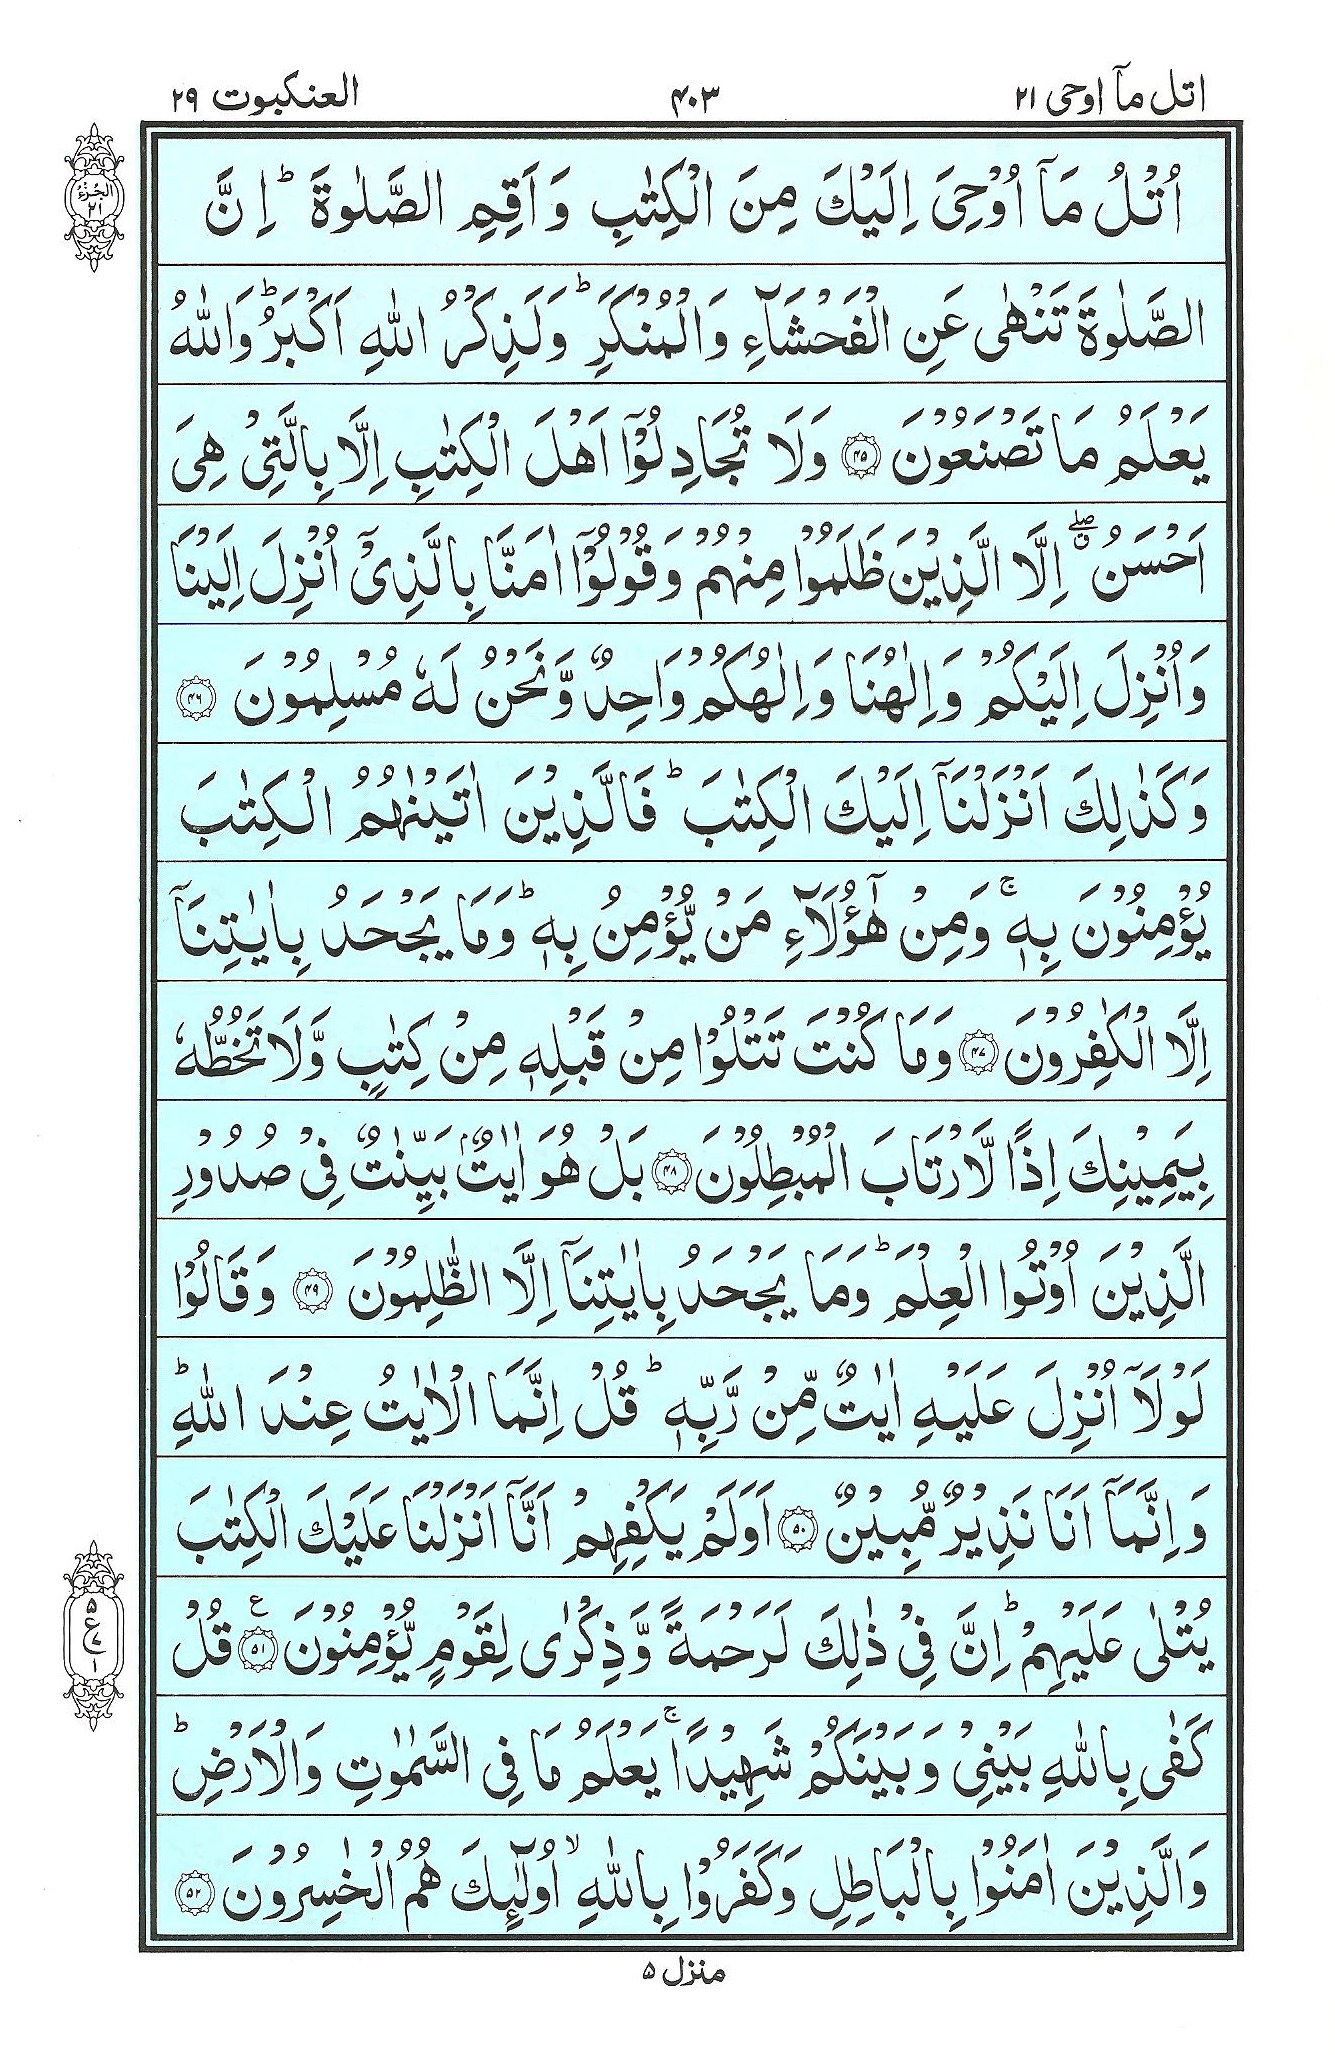 اتل مآ اوحی ۲۱
۴۰۳
العنكبوت ۲۹
الجزء ۲۱
اُتْلُ مَاۤ اُوْحِیَ اِلَیْكَ مِنَ الْكِتٰبِ وَ اَقِمِ الصَّلٰوةَ ؕ اِنَّ
الصَّلٰوةَ تَنْهٰی عَنِ الْفَحْشَآءِ وَ الْمُنْكَرِ ؕ وَ لَذِكْرُ اللّٰهِ اَكْبَرُ ؕ وَ اللّٰهُ
یَعْلَمُ مَا تَصْنَعُوْنَ ۴۵ وَ لَا تُجَادِلُوْۤا اَهْلَ الْكِتٰبِ اِلَّا بِالَّتِیْ هِیَ
اَحْسَنُ ۖۗ اِلَّا الَّذِیْنَ ظَلَمُوْا مِنْهُمْ وَ قُوْلُوْۤا اٰمَنَّا بِالَّذِیْۤ اُنْزِلَ اِلَیْنَا
وَ اُنْزِلَ اِلَیْكُمْ وَ اِلٰهُنَا وَ اِلٰهُكُمْ وَاحِدٌ وَّ نَحْنُ لَهٗ مُسْلِمُوْنَ ۴۶
وَ كَذٰلِكَ اَنْزَلْنَاۤ اِلَیْكَ الْكِتٰبَ ؕ فَالَّذِیْنَ اٰتَیْنٰهُمُ الْكِتٰبَ
یُؤْمِنُوْنَ بِهٖ ۚ وَ مِنْ هٰۤؤُلَآءِ مَنْ یُّؤْمِنُ بِهٖ ؕ وَ مَا یَجْحَدُ بِاٰیٰتِنَاۤ
اِلَّا الْكٰفِرُوْنَ ۴۷ وَ مَا كُنْتَ تَتْلُوْا مِنْ قَبْلِهٖ مِنْ كِتٰبٍ وَّ لَا تَخُطُّهٗ
بِیَمِیْنِكَ اِذًا لَّارْتَابَ الْمُبْطِلُوْنَ ۴۸ بَلْ هُوَ اٰیٰتٌۢ بَیِّنٰتٌ فِیْ صُدُوْرِ
الَّذِیْنَ اُوْتُوا الْعِلْمَ ؕ وَ مَا یَجْحَدُ بِاٰیٰتِنَاۤ اِلَّا الظّٰلِمُوْنَ ۴۹ وَ قَالُوْا
لَوْلَاۤ اُنْزِلَ عَلَیْهِ اٰیٰتٌ مِّنْ رَّبِّهٖ ؕ قُلْ اِنَّمَا الْاٰیٰتُ عِنْدَ اللّٰهِ ؕ
وَ اِنَّمَاۤ اَنَا نَذِیْرٌ مُّبِیْنٌ ۵۰ اَوَ لَمْ یَكْفِهِمْ اَنَّاۤ اَنْزَلْنَا عَلَیْكَ الْكِتٰبَ
یُتْلٰی عَلَیْهِمْ ؕ اِنَّ فِیْ ذٰلِكَ لَرَحْمَةً وَّ ذِكْرٰی لِقَوْمٍ یُّؤْمِنُوْنَ ۵۱ ع قُلْ
۵ ع ۷ ۱
كَفٰی بِاللّٰهِ بَیْنِیْ وَ بَیْنَكُمْ شَهِیْدًا ۚ یَعْلَمُ مَا فِی السَّمٰوٰتِ وَ الْاَرْضِ ؕ
وَ الَّذِیْنَ اٰمَنُوْا بِالْبَاطِلِ وَ كَفَرُوْا بِاللّٰهِ ۙ اُولٰٓئِكَ هُمُ الْخٰسِرُوْنَ ۵۲
منزل ۵